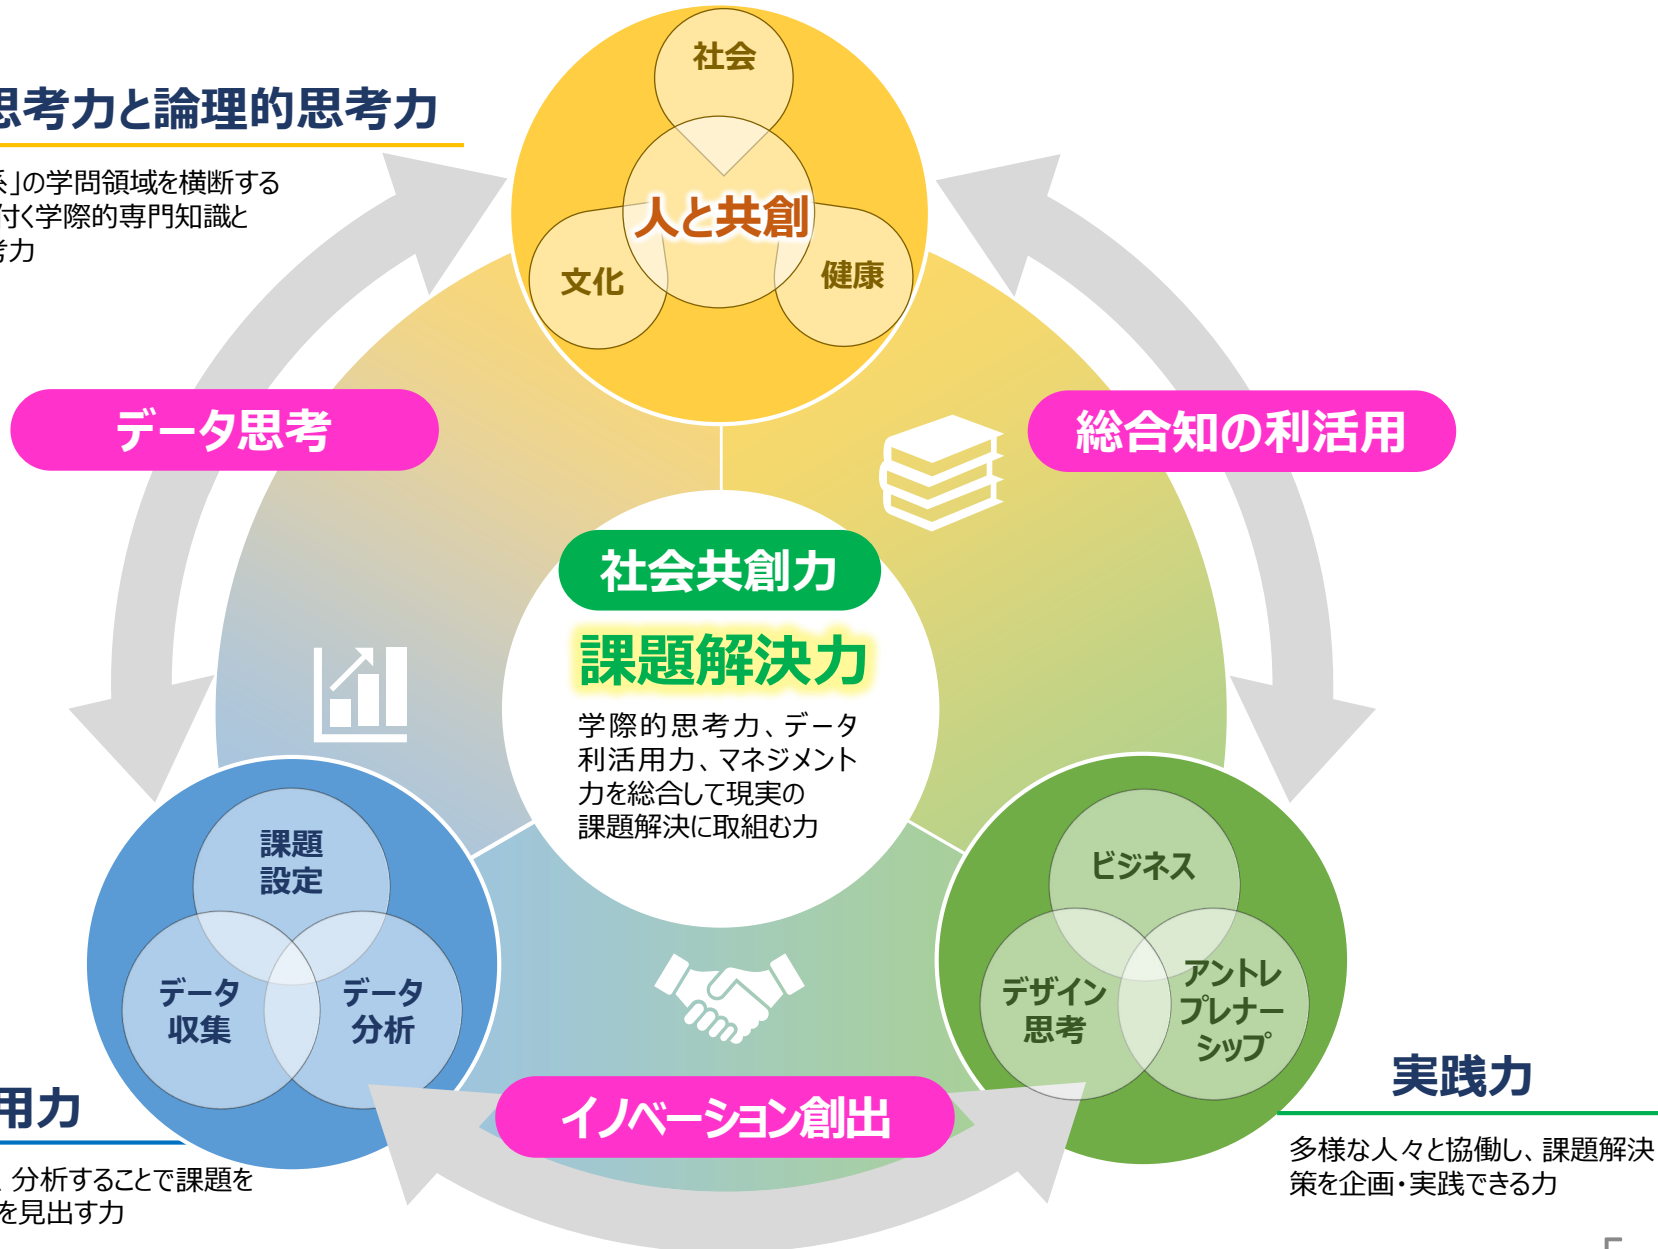 社会
思考力と論理的思考力
系」の学問領域を横断する
付く学際的専門知識と
考力
人と共創
文化
健康
データ思考
総合知の利活用
社会共創力
課題解決力
学際的思考力、データ
利活用力、マネジメント
力を総合して現実の
課題解決に取組む力
課題
設定
データ
収集
データ
分析
ビジネス
デザイン
思考
アントレ
プレナー
シップ
イノベーション創出
用力
、分析することで課題を
を見出す力
実践力
多様な人々と協働し、課題解決
策を企画・実践できる力